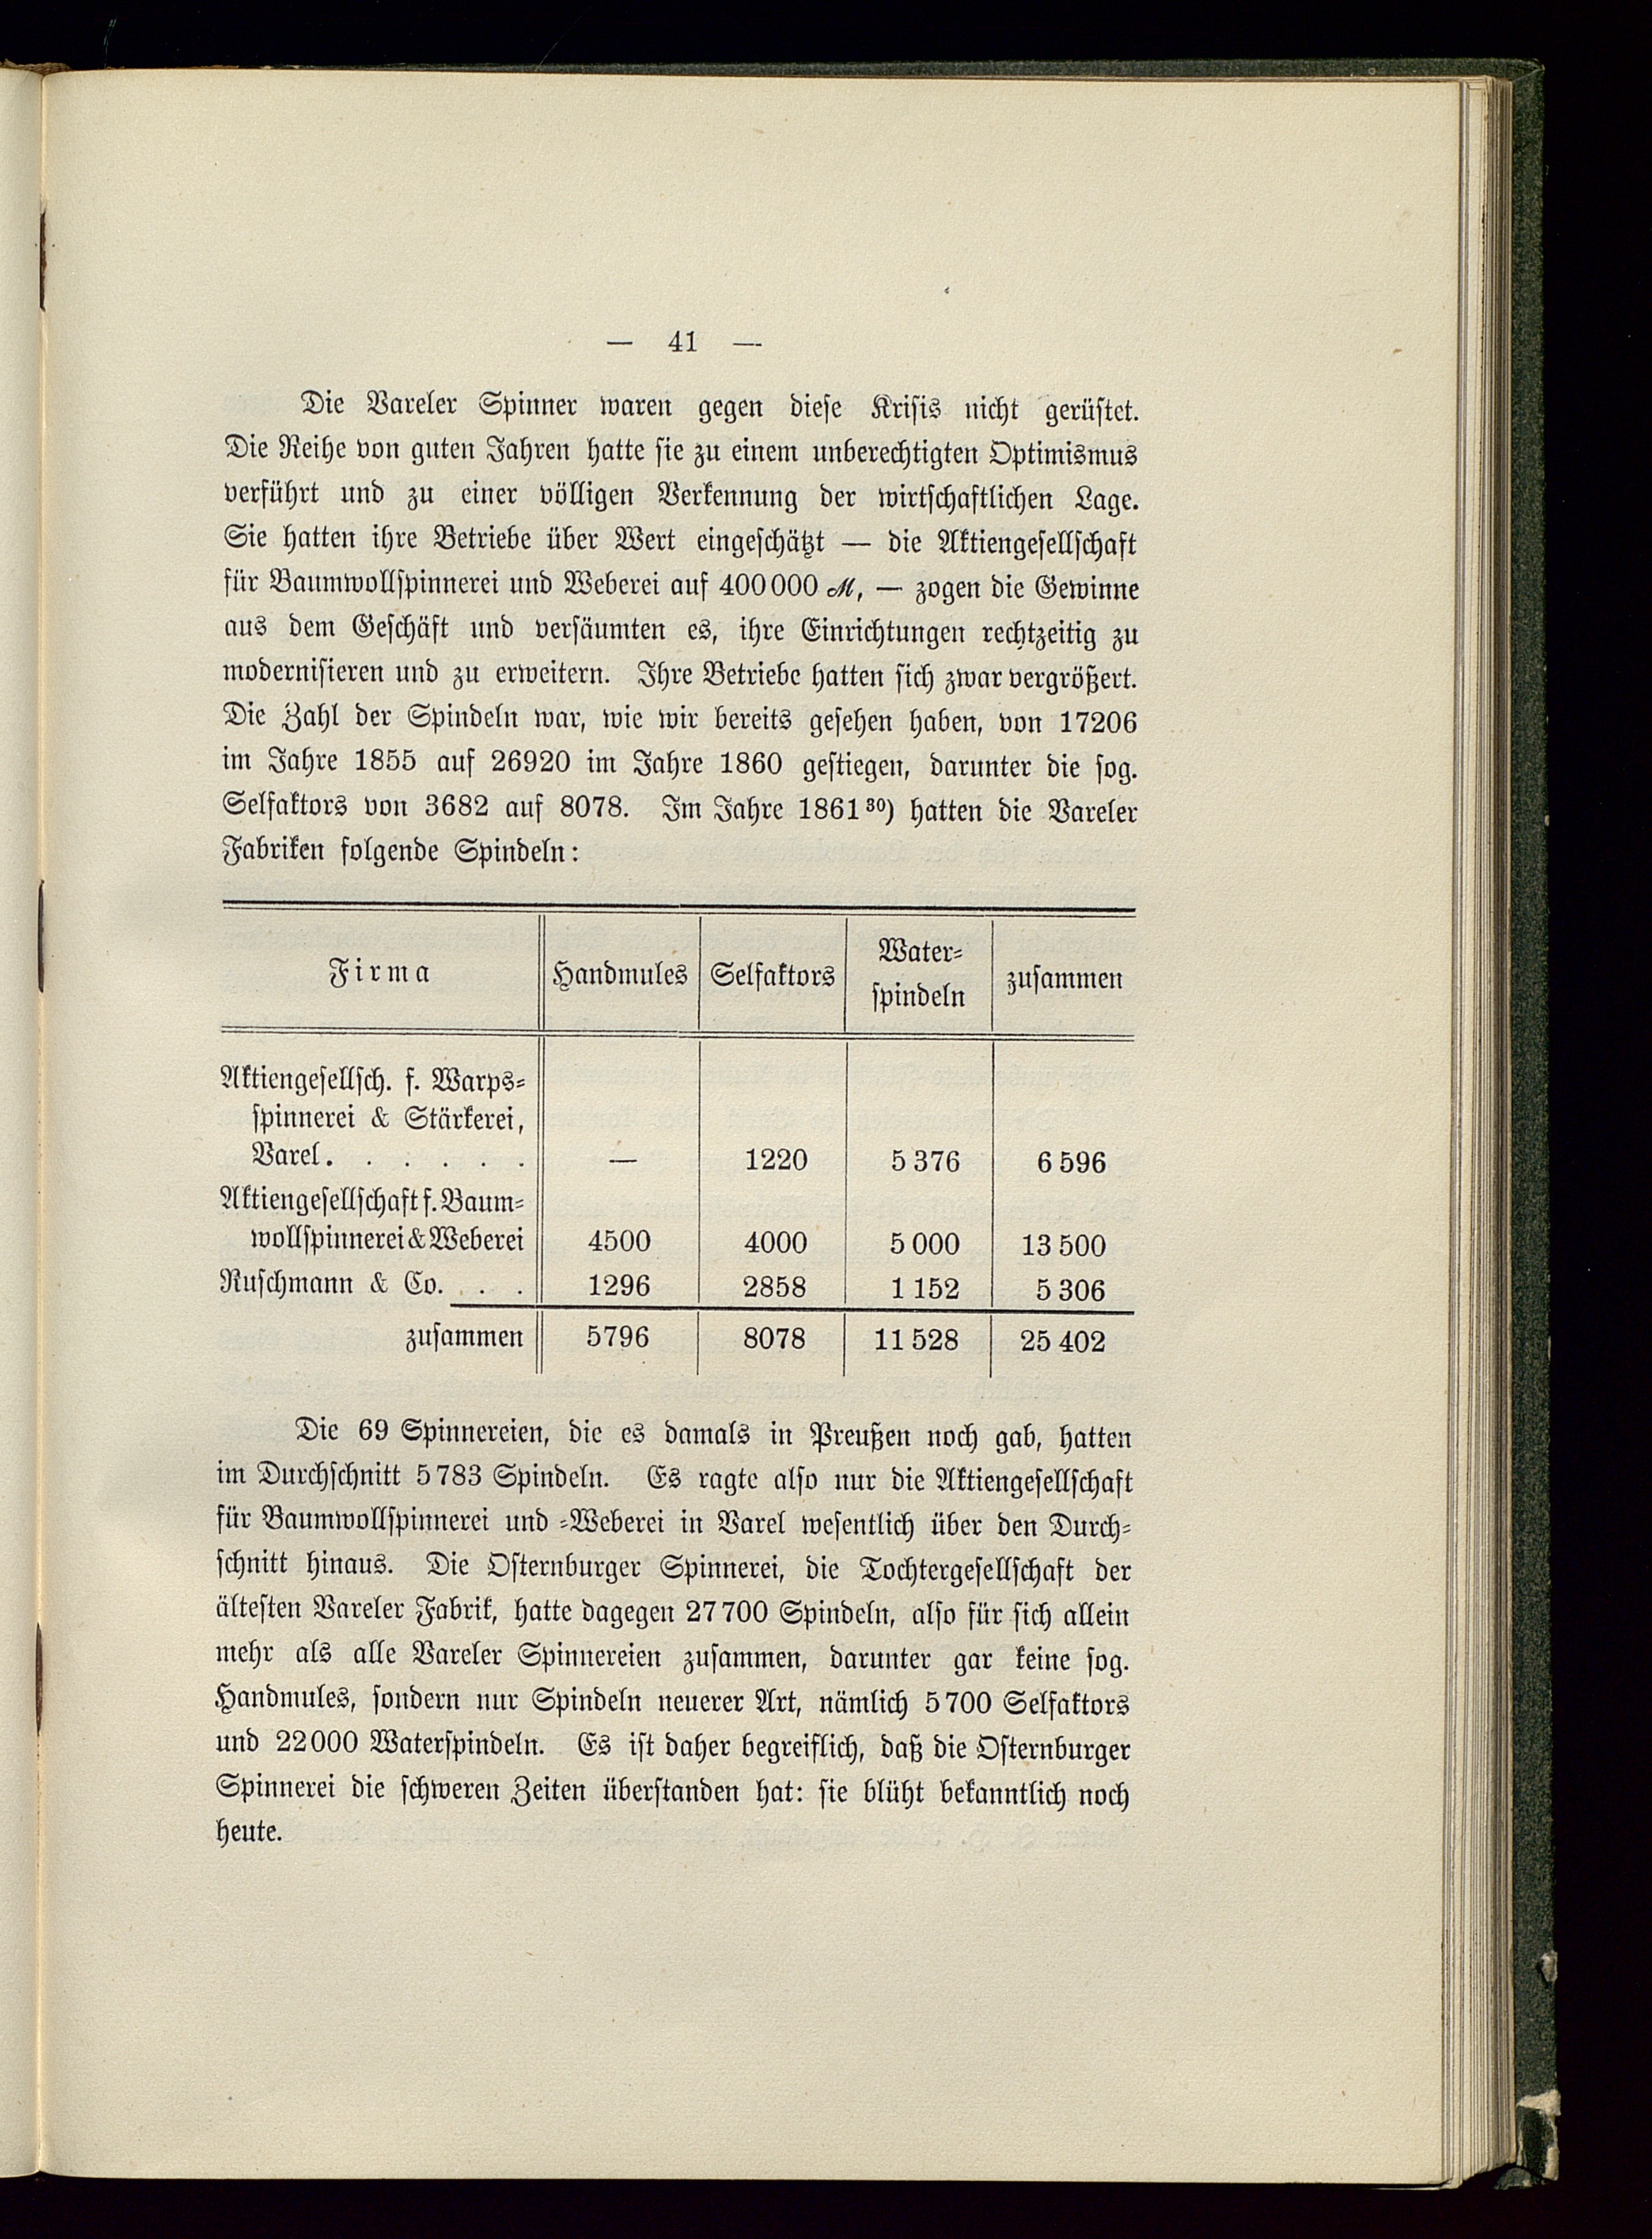 — 41 —
Die Vareler Spinner waren gegen diese Krisis nicht gerüstet.
Die Reihe von guten Jahren hatte sie zu einem unberechtigten Optimismus
verführt und zu einer völligen Verkennung der wirtschaftlichen Lage.
Sie hatten ihre Betriebe über Wert eingeschätzt — die Aktiengesellschaft
für Baumwollspinnerei und Weberei auf 400000 ℳ, — zogen die Gewinne
aus dem Geschäft und versäumten es, ihre Einrichtungen rechtzeitig zu
modernisieren und zu erweitern. Ihre Betriebe hatten sich zwar vergrößert.
Die Zahl der Spindeln war, wie wir bereits gesehen haben, von 17206
im Jahre 1855 auf 26920 im Jahre 1860 gestiegen, darunter die sog.
Selfaktors von 3682 auf 8078. Im Jahre 1861 ³⁰) hatten die Vareler
Fabriken folgende Spindeln:
Firma Handmules Selfaktors Water-
spindeln zusammen
Aktiengesellsch. f. Warps-
spinnerei & Stärkerei,
Varel. . . . . . — 1220 5 376 6 596
Aktiengesellschaft f. Baum-
wollspinnerei & Weberei 4500 4000 5 000 13 500
Ruschmann & Co. . . 1296 2858 1 152 5 306
zusammen 5796 8078 11 528 25 402
Die 69 Spinnereien, die es damals in Preußen noch gab, hatten
im Durchschnitt 5 783 Spindeln. Es ragte also nur die Aktiengesellschaft
für Baumwollspinnerei und -Weberei in Varel wesentlich über den Durch-
schnitt hinaus. Die Osternburger Spinnerei, die Tochtergesellschaft der
ältesten Vareler Fabrik, hatte dagegen 27 700 Spindeln, also für sich allein
mehr als alle Vareler Spinnereien zusammen, darunter gar keine sog.
Handmules, sondern nur Spindeln neuerer Art, nämlich 5 700 Selfaktors
und 22000 Waterspindeln. Es ist daher begreiflich, daß die Osternburger
Spinnerei die schweren Zeiten überstanden hat: sie blüht bekanntlich noch
heute.